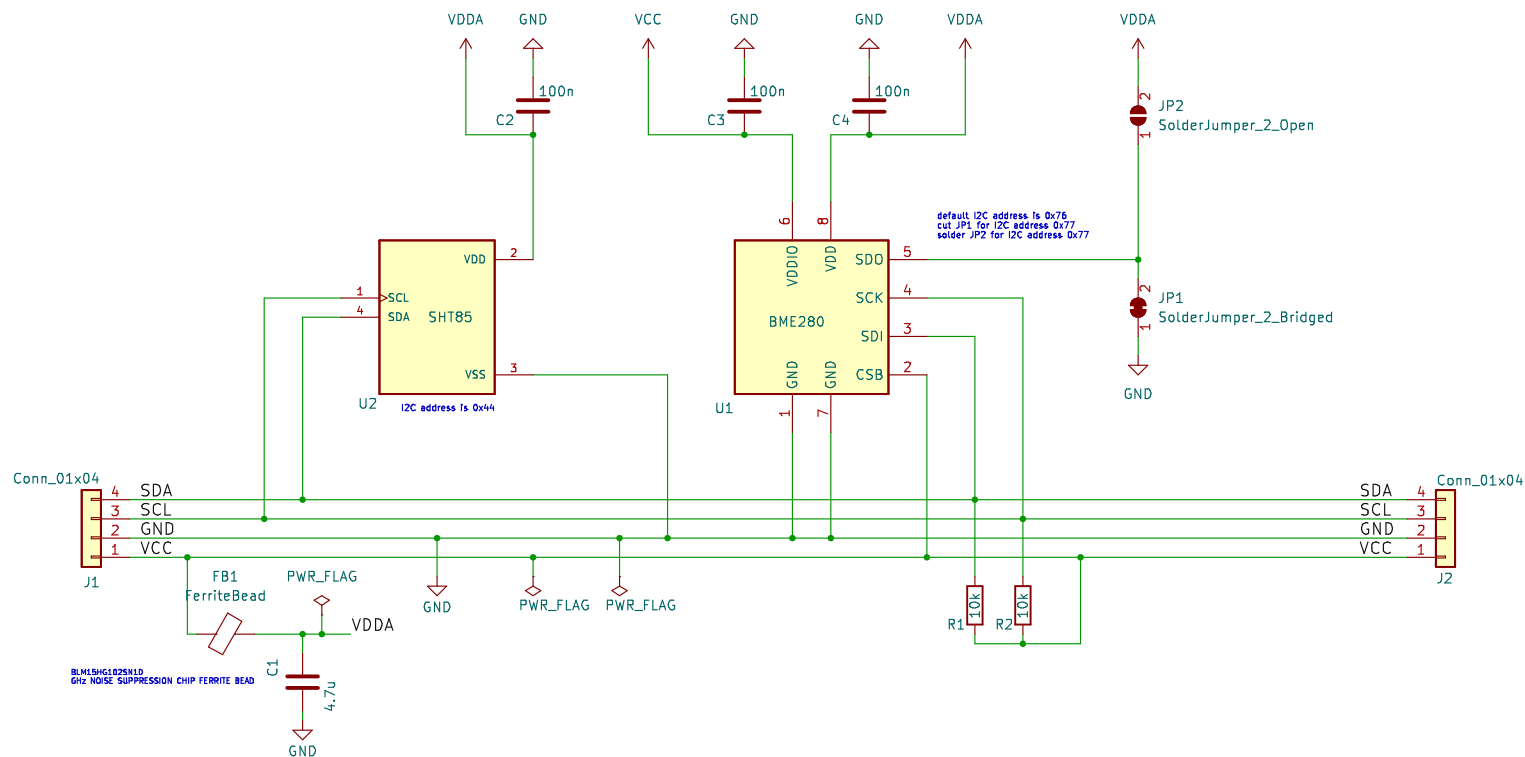 VDDA GND VCC GND GND VDDA VDDA
100n 100n 100n
C2 C3 C4
2
JP2
SolderJumper_2_Open
1
default I2C address is 0x76
cut JP1 for I2C address 0x77
solder JP2 for I2C address 0x77
6 8
VDD 2
VDDIO VDD SDO 5
1 SCL
4 SDA
SHT85
SCK 4
BME280
SDI 3
2
JP1
SolderJumper_2_Bridged
1
VSS 3
GND GND CSB 2
GND
U2
I2C address is 0x44
U1
1 7
Conn_01x04
4 SDA
3 SCL
2 GND
1 VCC
J1
Conn_01x04
SDA 4
SCL 3
GND 2
VCC 1
J2
FB1
FerriteBead
PWR_FLAG
GND
PWR_FLAG PWR_FLAG
R1 10k R2 10k
VDDA
BLM15HG102SN1D
GHz NOISE SUPPRESSION CHIP FERRITE BEAD
C1
4.7u
GND